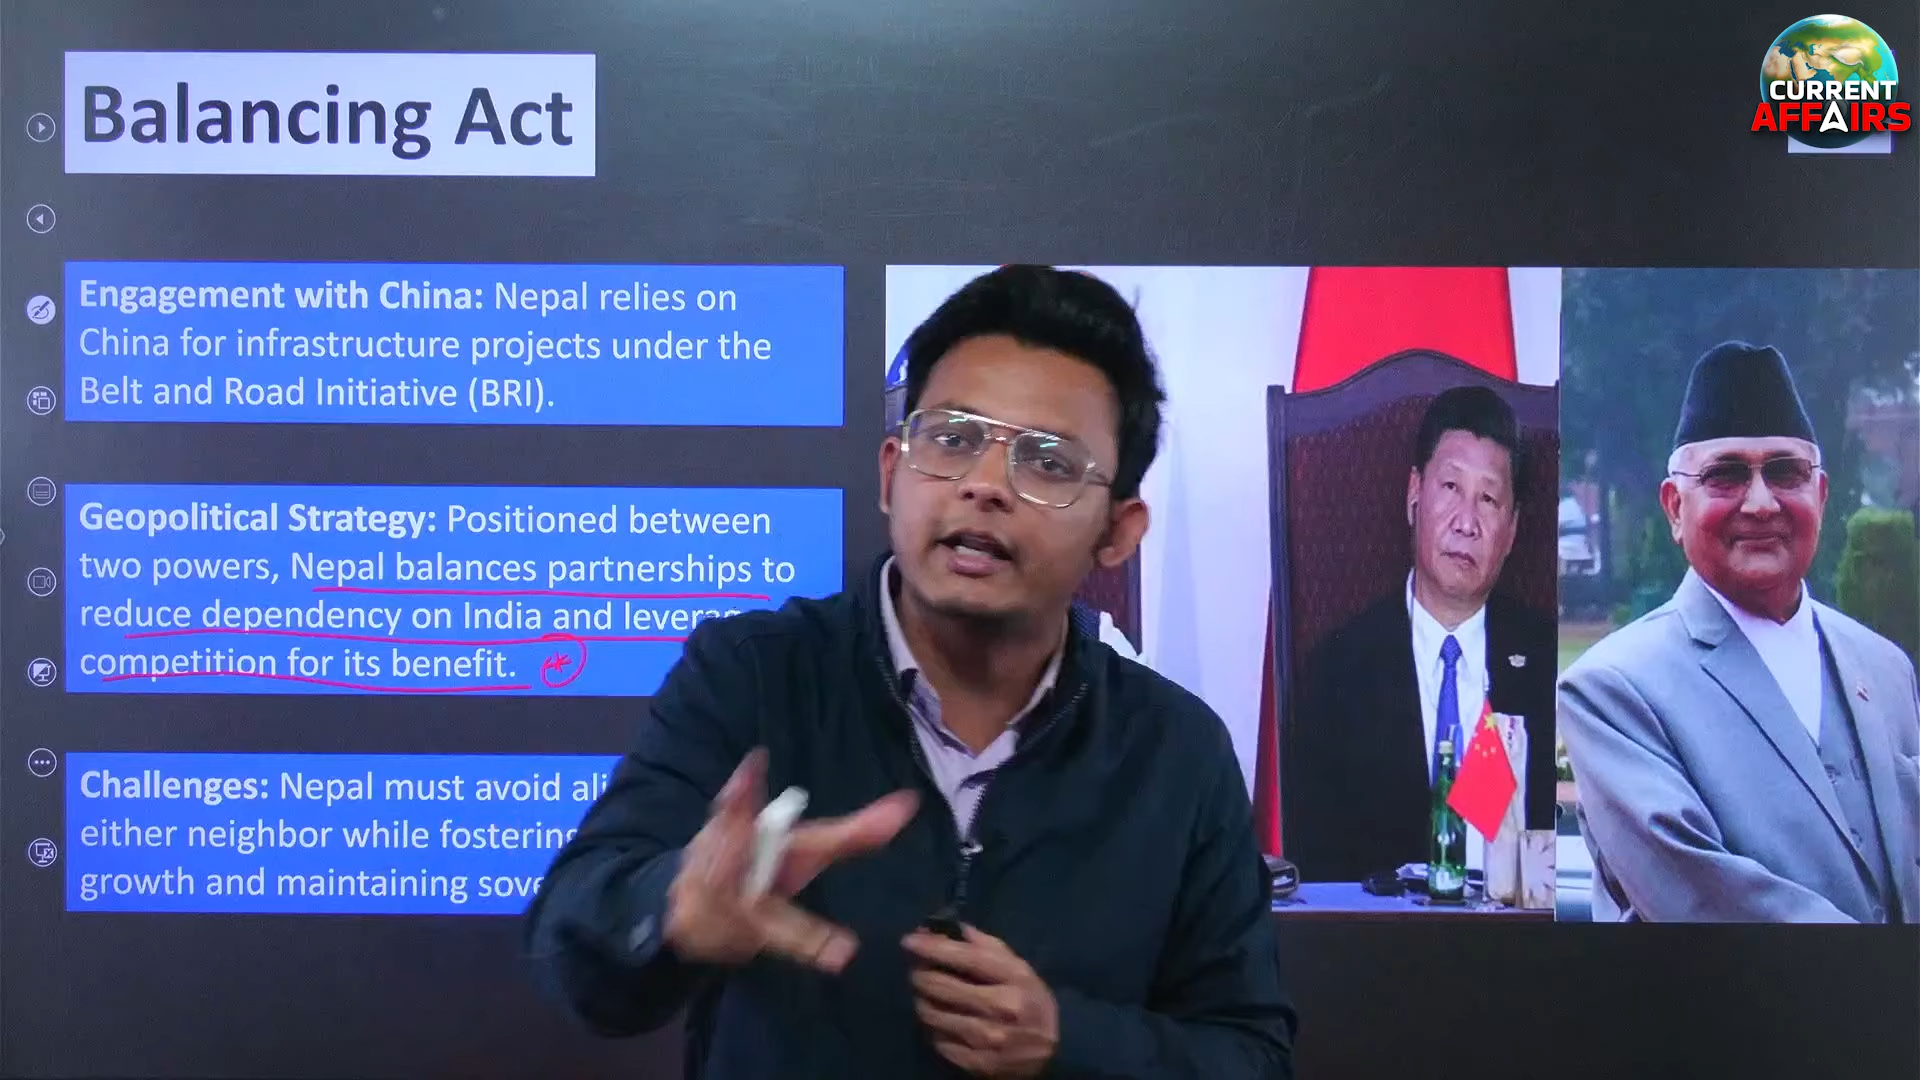 Balancing Act
CURRENT
AFFAIRS
Engagement with China: Nepal relies on
China for infrastructure projects under the
Belt and Road Initiative (BRI).
Geopolitical Strategy: Positioned between
two powers, Nepal balances partnerships to
reduce dependency on India and
competition for its benefit.
Challenges: Nepal must avoid
either neighbor while
growth and maintaining